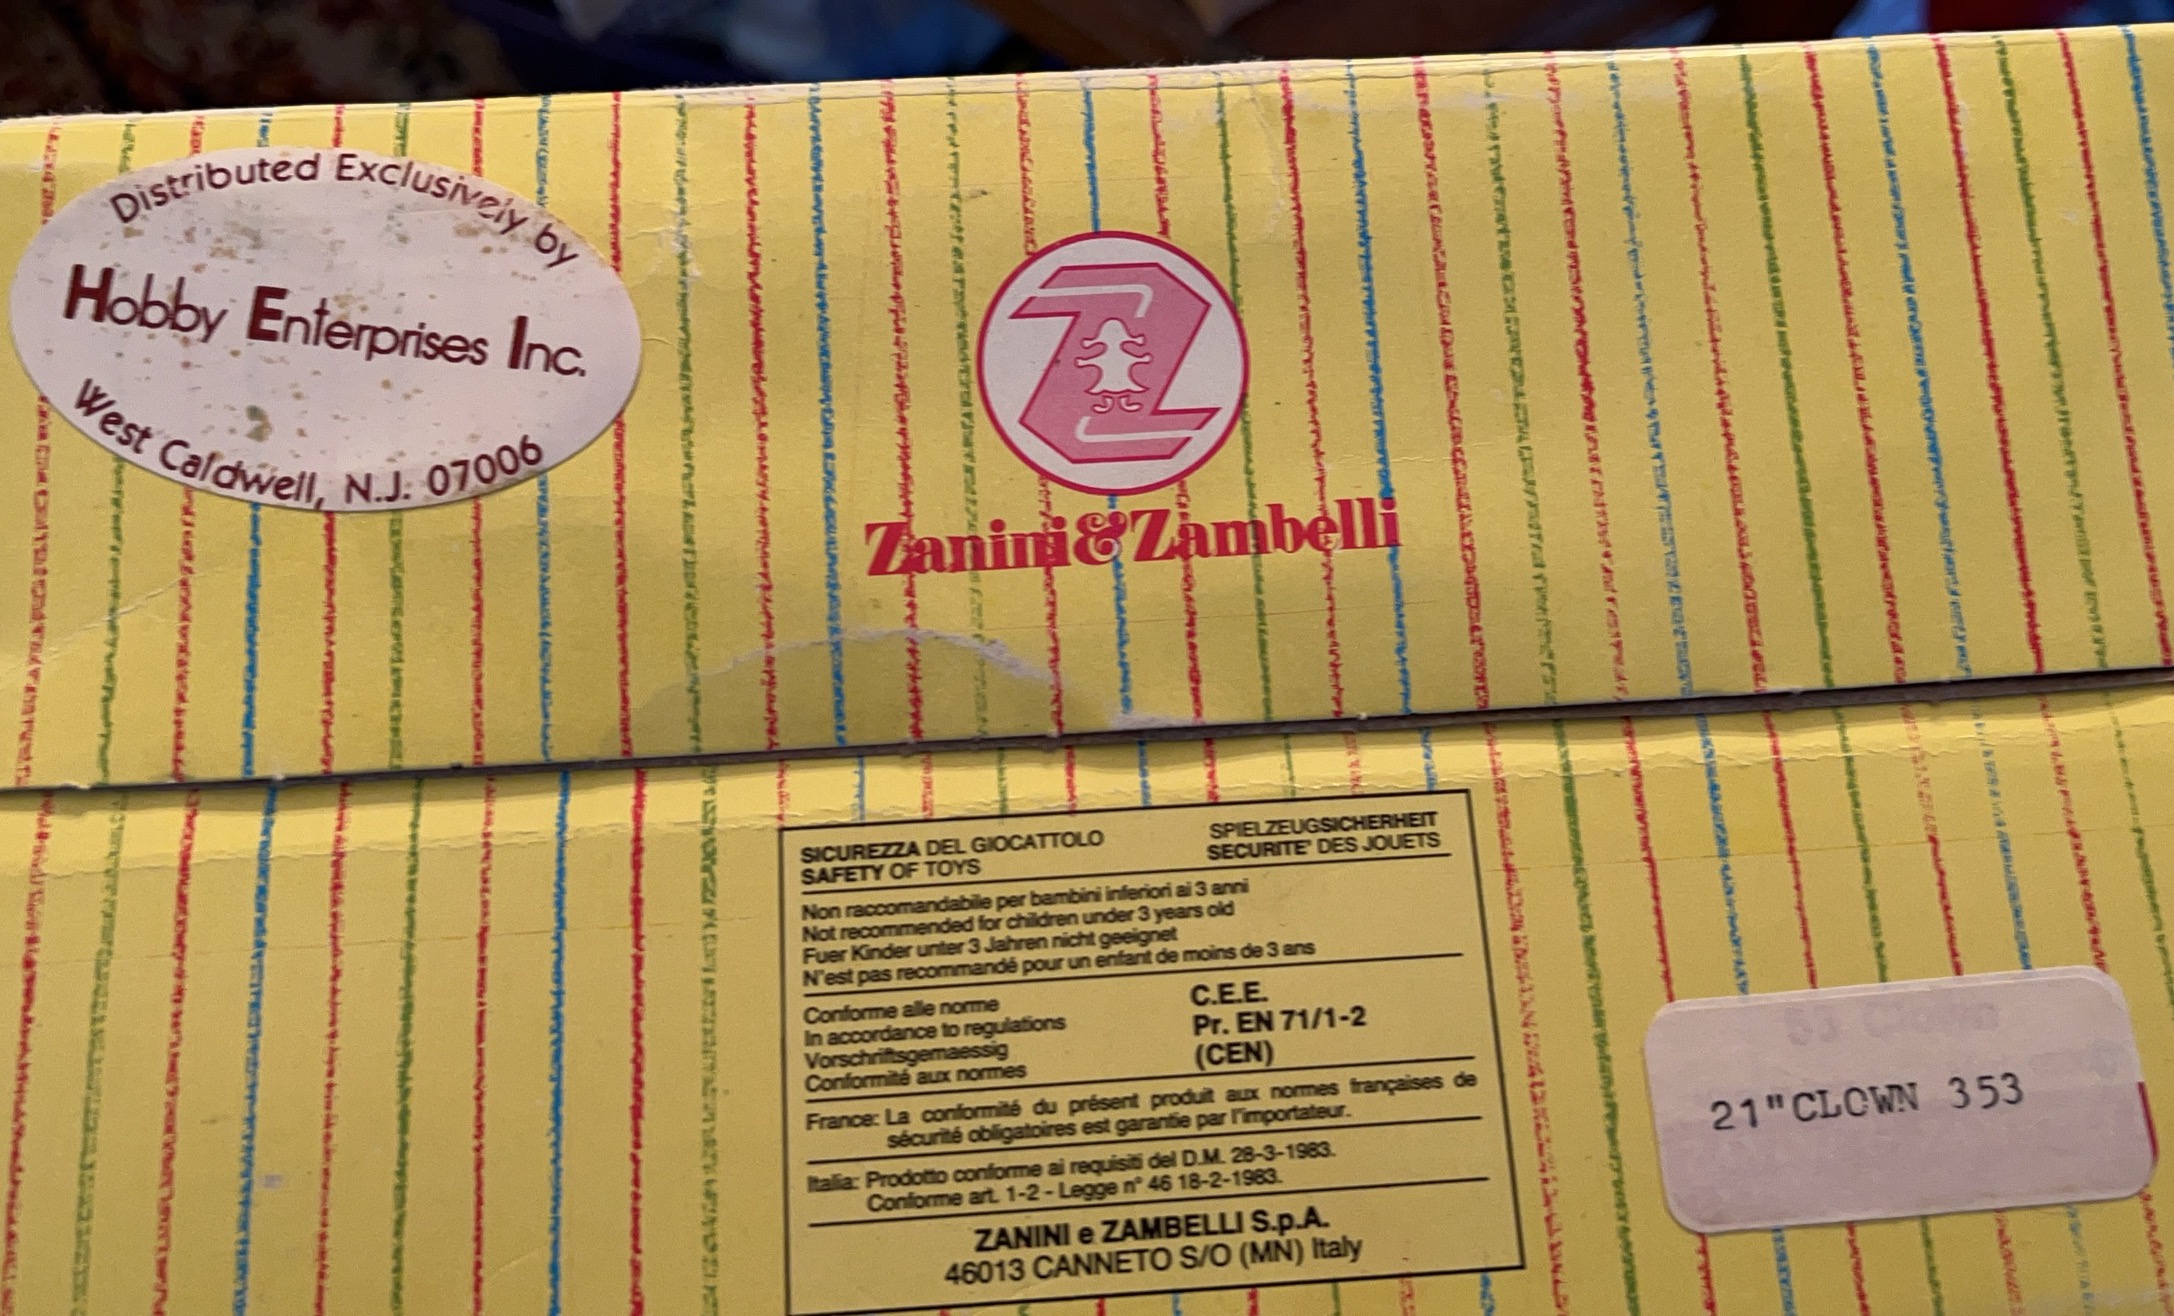 Distributed Exclusively by
Hobby Enterprises Inc.
West Caldwell, N.J. 07006
Z
Zanini & Zambelli
SICUREZZA DEL GIOCATTOLO
SAFETY OF TOYS
SPIELZEUGSICHERHEIT
SECURITE' DES JOUETS
Non raccomandabile per bambini inferiori ai 3 anni
Not recommended for children under 3 years old
Fuer Kinder unter 3 Jahren nicht geeignet
N'est pas recommandé pour un enfant de moins de 3 ans
Conforme alle norme
In accordance to regulations
Vorschriftsgemaessig
Conformité aux normes
C.E.E.
Pr. EN 71/1-2
(CEN)
France: La conformité du présent produit aux normes françaises de
sécurité obligatoires est garantie par l'importateur.
Italia: Prodotto conforme ai requisiti del D.M. 28-3-1983.
Conforme art. 1-2 - Legge n° 46 18-2-1983.
ZANINI e ZAMBELLI S.p.A.
46013 CANNETO S/O (MN) Italy
21"CLOWN 353